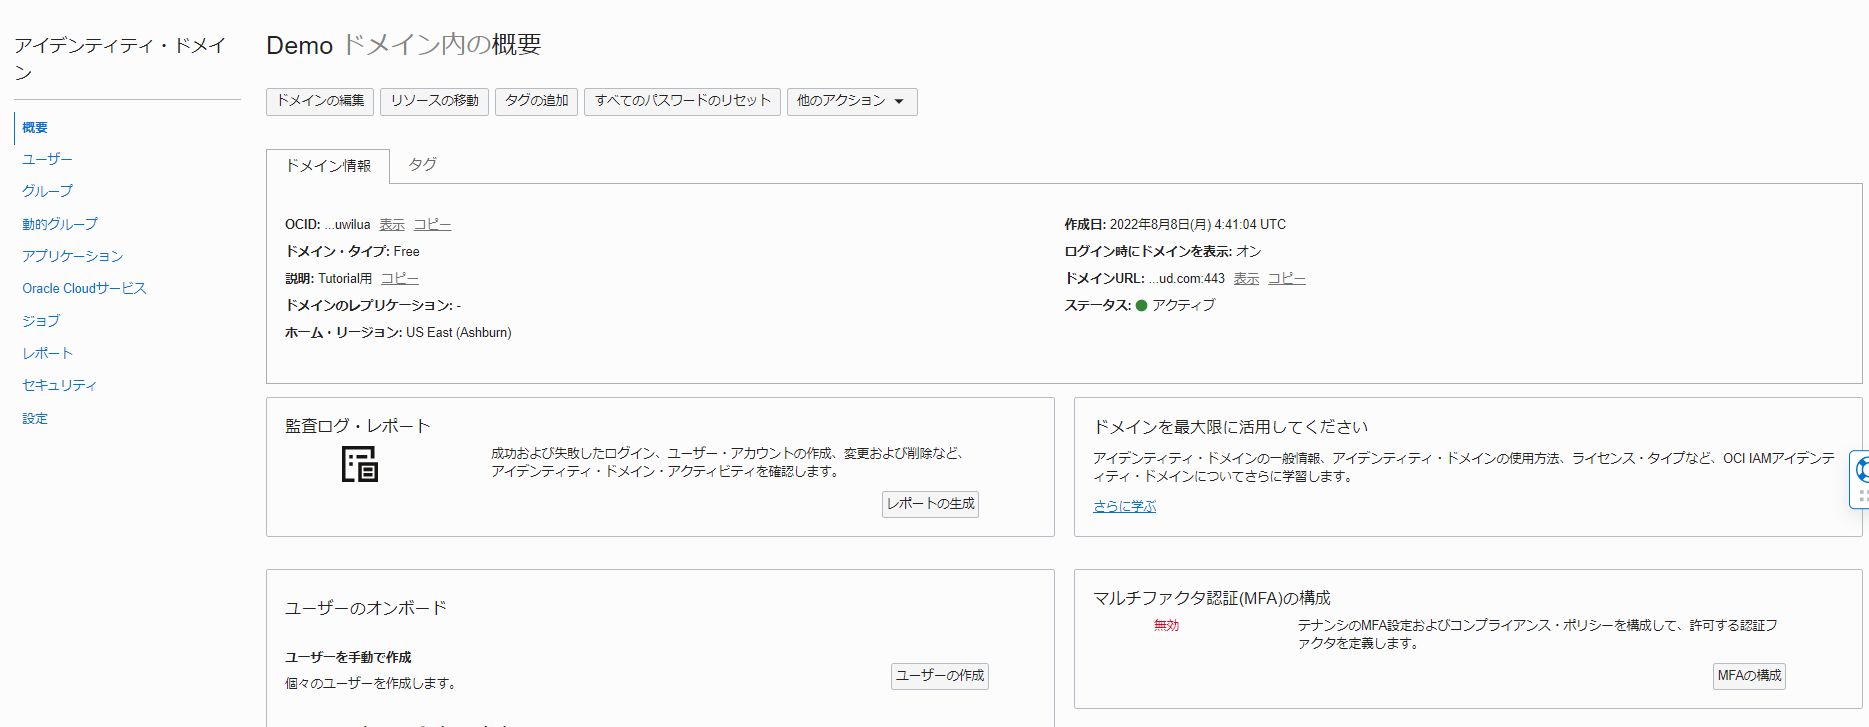 アイデンティティ・ドメイ
ン
概要
ユーザー
グループ
動的グループ
アプリケーション
Oracle Cloudサービス
ジョブ
レポート
セキュリティ
設定
Demo ドメイン内の概要
ドメインの編集 リソースの移動 タグの追加 すべてのパスワードのリセット 他のアクション
ドメイン情報 タグ
OCID: ...uwilua 表示 コピー
ドメイン・タイプ: Free
説明: Tutorial用 コピー
ドメインのレプリケーション: -
ホーム・リージョン: US East (Ashburn)
作成日: 2022年8月8日(月) 4:41:04 UTC
ログイン時にドメインを表示: オン
ドメインURL: ...ud.com:443 表示 コピー
ステータス: アクティブ
監査ログ・レポート
成功および失敗したログイン、ユーザー・アカウントの作成、変更および削除など、
アイデンティティ・ドメイン・アクティビティを確認します。
レポートの生成
ドメインを最大限に活用してください
アイデンティティ・ドメインの一般情報、アイデンティティ・ドメインの使用方法、ライセンス・タイプなど、OCI IAMアイデンテ
ィティ・ドメインについてさらに学習します。
さらに学ぶ
ユーザーのオンボード
ユーザーを手動で作成
個々のユーザーを作成します。
ユーザーの作成
マルチファクタ認証(MFA)の構成
無効
テナンシのMFA設定およびコンプライアンス・ポリシーを構成して、許可する認証フ
ァクタを定義します。
MFAの構成